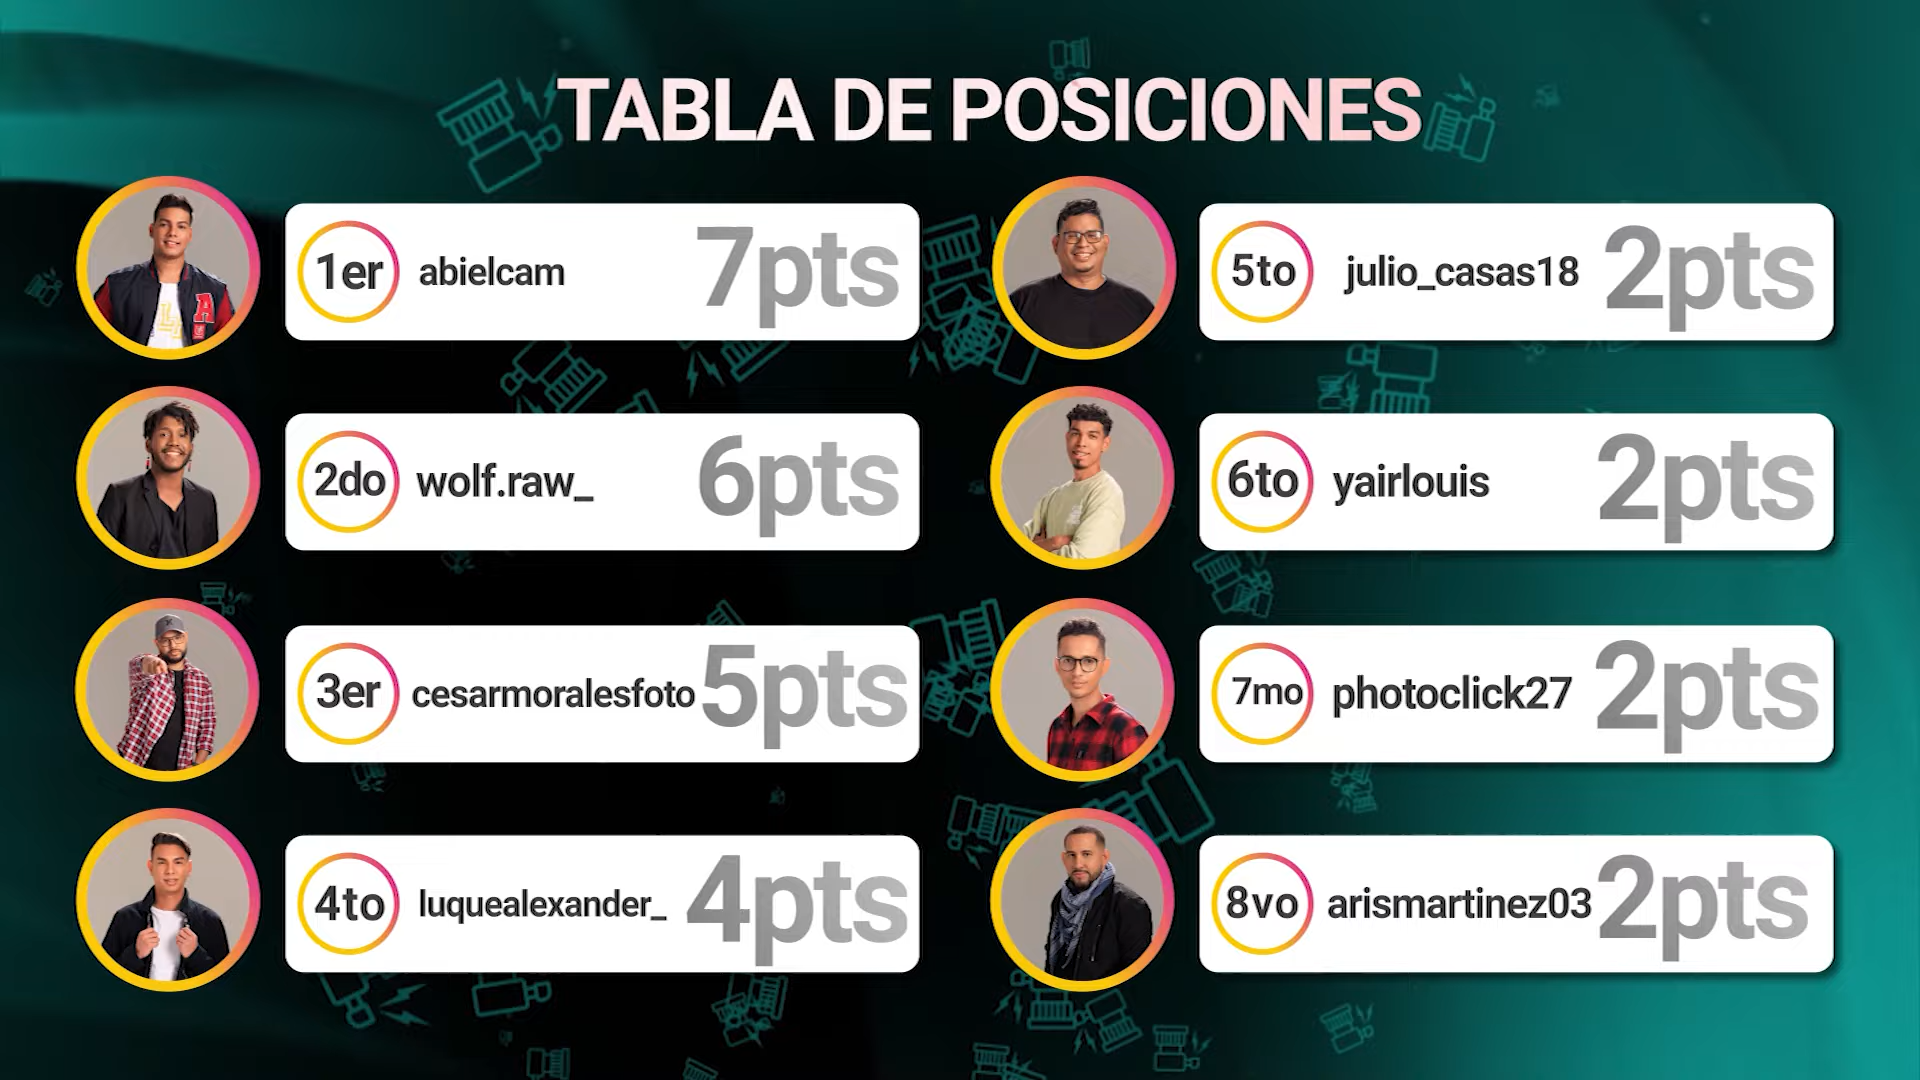 TABLA DE POSICIONES
1er abielcam 7pts
2do wolf.raw_ 6pts
3er cesarmoralesfoto 5pts
4to luquealexander_ 4pts
5to julio_casas18 2pts
6to yairlouis 2pts
7mo photoclick27 2pts
8vo arismartinez03 2pts